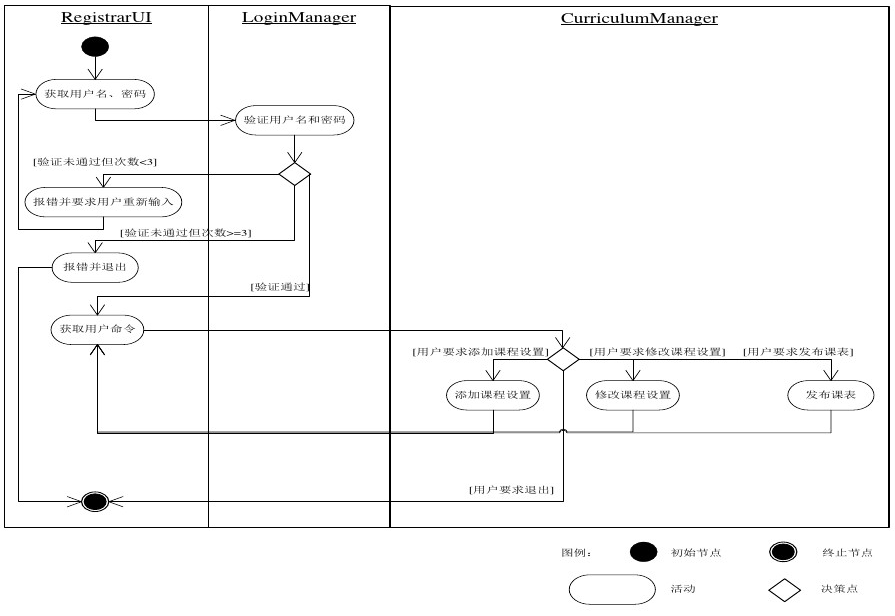 RegistrarUI
LoginManager
CurriculumManager
获取用户名、密码
验证用户名和密码
[验证未通过但次数<3]
报错并要求用户重新输入
[验证未通过但次数>=3]
报错并退出
[验证通过]
获取用户命令
[用户要求添加课程设置]
[用户要求修改课程设置]
[用户要求发布课表]
添加课程设置
修改课程设置
发布课表
[用户要求退出]
图例：
初始节点
终止节点
活动
决策点